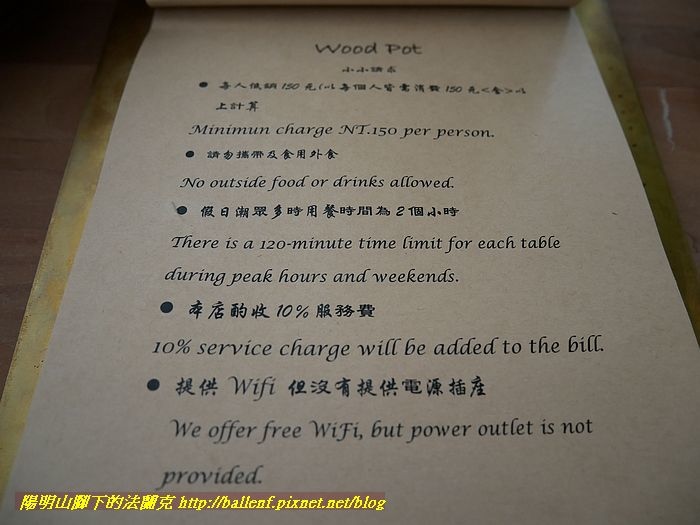 Wood Pot
小小請求
● 每人低銷150元(以每個人皆需消費150元<含>以
上計算
Minimun charge NT.150 per person.
● 請勿攜帶及食用外食
No outside food or drinks allowed.
● 假日潮眾多時用餐時間為2個小時
There is a 120-minute time limit for each table
during peak hours and weekends.
● 本店酌收10%服務費
10% service charge will be added to the bill.
● 提供 Wifi 但沒有提供電源插座
We offer free WiFi, but power outlet is not
provided.
陽明山腳下的法蘭克 http://ballenf.pixnet.net/blog